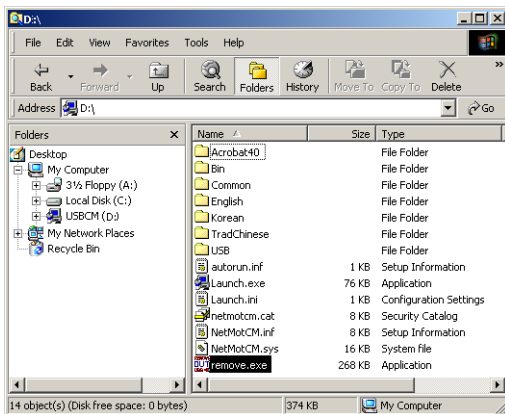 D:\
File Edit View Favorites Tools Help
Back Forward Up Search Folders History Move To Copy To Delete »
Address D:\ Go
Folders x
Desktop
My Computer
3½ Floppy (A:)
Local Disk (C:)
USBCM (D:)
My Network Places
Recycle Bin
Name Size Type
Acrobat40 File Folder
Bin File Folder
Common File Folder
English File Folder
Korean File Folder
TradChinese File Folder
USB File Folder
autorun.inf 1 KB Setup Information
Launch.exe 76 KB Application
Launch.ini 1 KB Configuration Settings
netmotcm.cat 8 KB Security Catalog
NetMotCM.inf 8 KB Setup Information
NetMotCM.sys 16 KB System file
remove.exe 268 KB Application
14 object(s) (Disk free space: 0 bytes) 374 KB My Computer